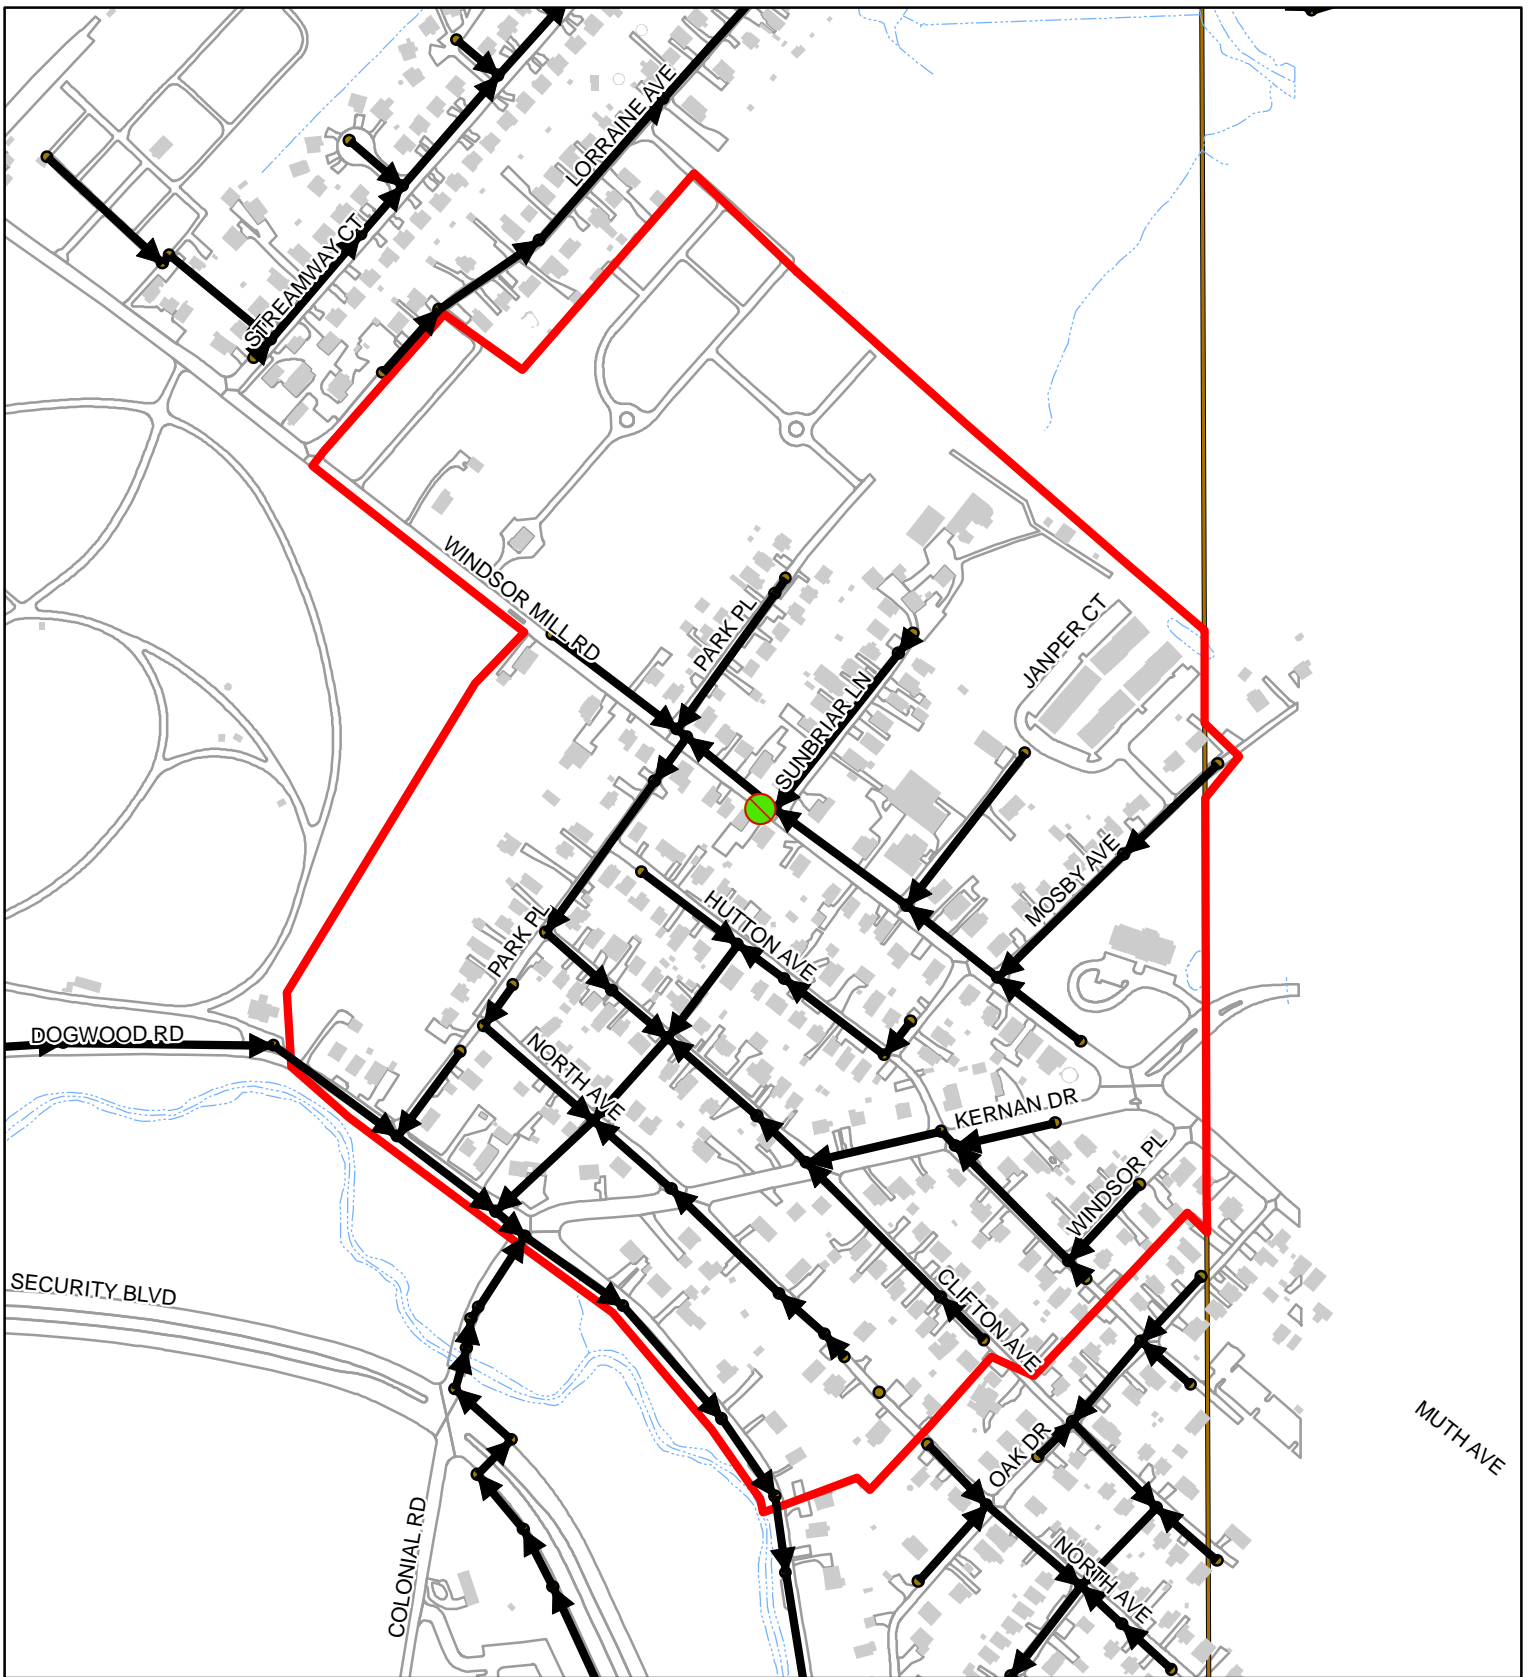 LORRAINE AVE
STREAMWAY CT
WINDSOR MILL RD
PARK PL
JANPER CT
SUNBRIAR LN
MOSBY AVE
HUTTON AVE
PARK PL
DOGWOOD RD
NORTH AVE
KERNAN DR
WINDSOR PL
SECURITY BLVD
CLIFTON AVE
OAK DR
MUTH AVE
COLONIAL RD
NORTH AVE